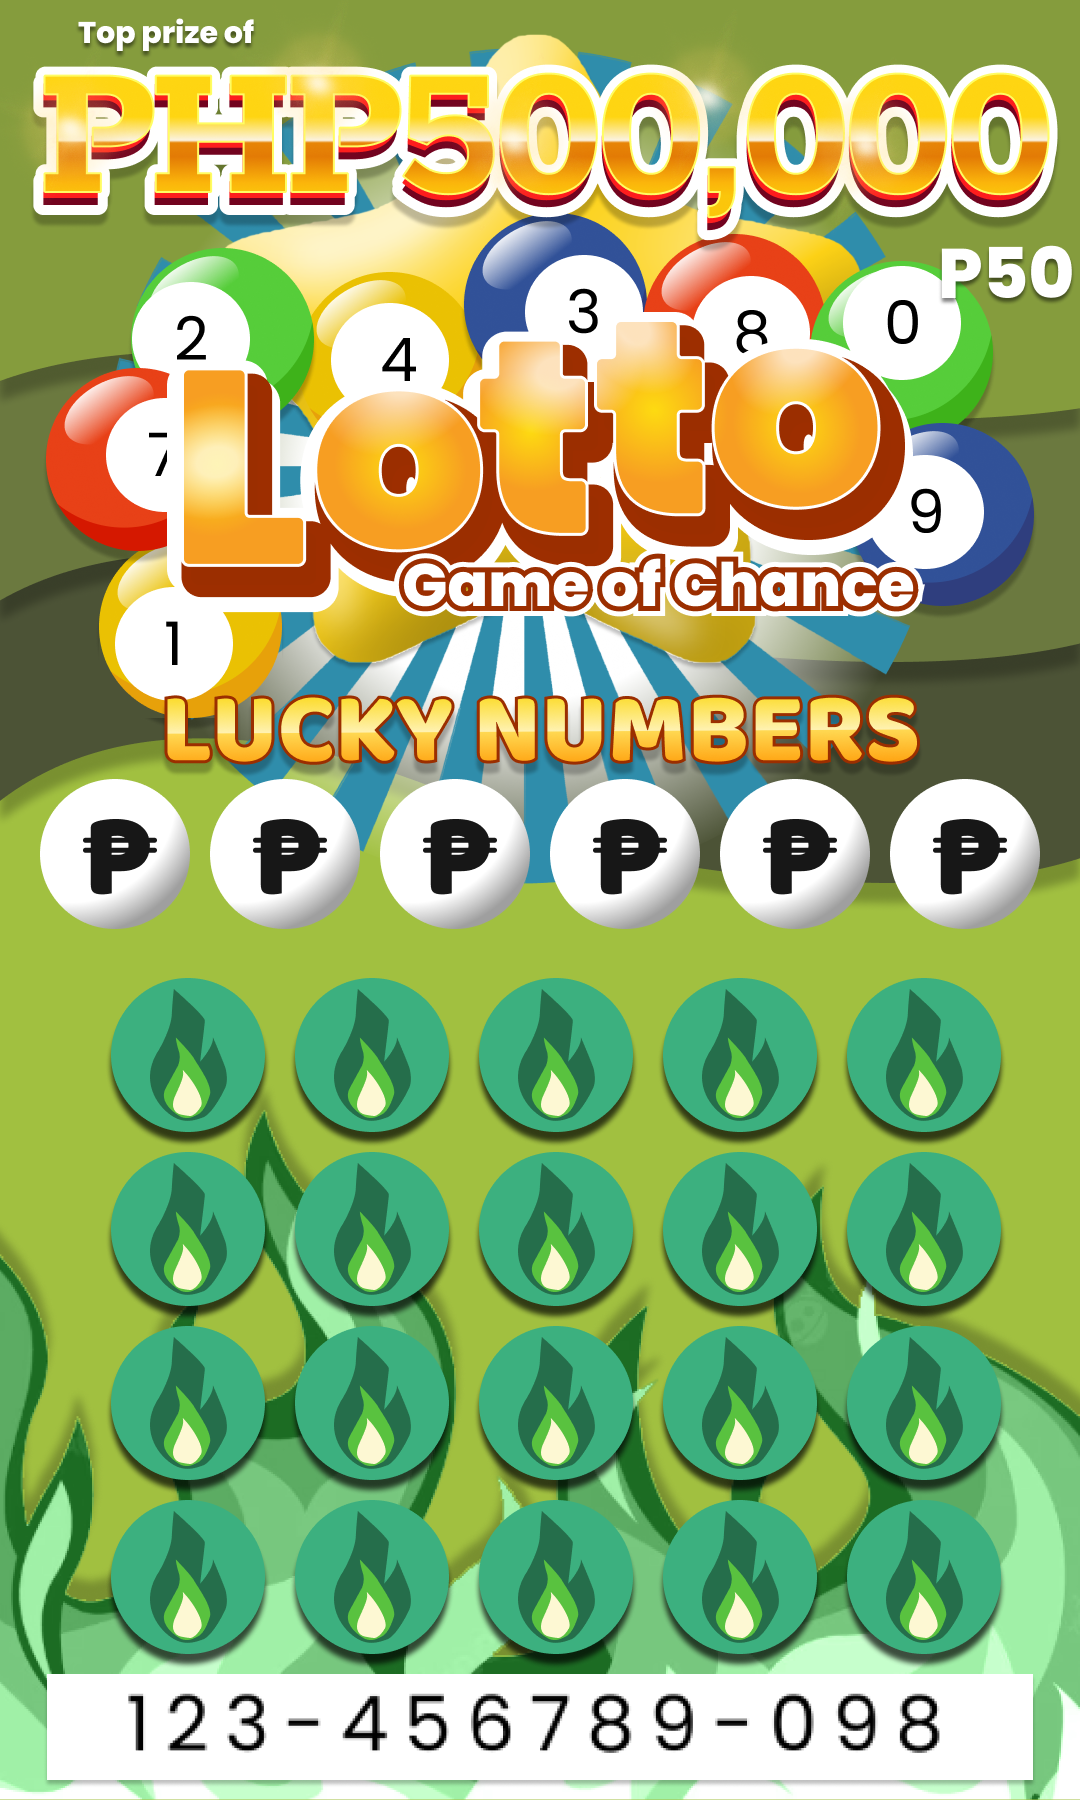 Top prize of
PHP500,000
P50
2 4 3 8 0
7 9
1
Lotto
Game of Chance
LUCKY NUMBERS
₱ ₱ ₱ ₱ ₱ ₱
123-456789-098